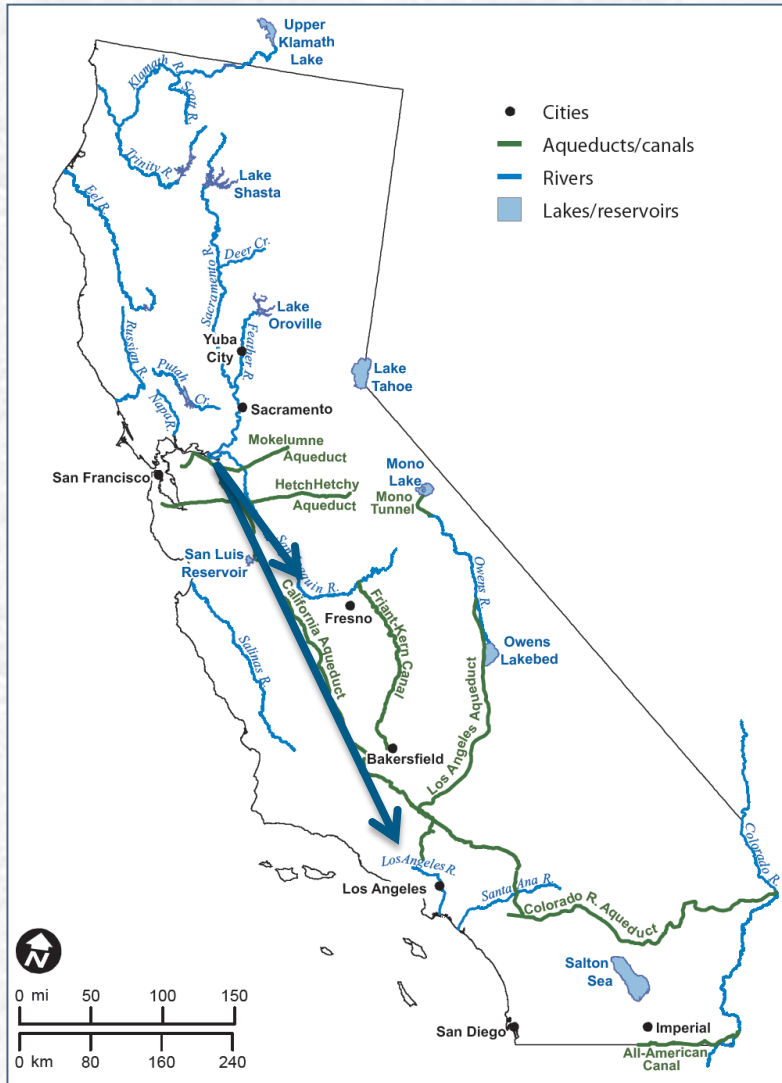 Upper
Klamath
Lake
Klamath R.
Scott R.
Cities
Aqueducts/canals
Rivers
Lakes/reservoirs
Trinity R.
Lake
Shasta
Eel R.
Deer Cr.
Sacramento R.
Lake
Oroville
Feather R.
Yuba
City
Russian R.
Putah
Cr.
Napa R.
Lake
Tahoe
Sacramento
Mokelumne
Aqueduct
San Francisco
HetchHetchy
Aqueduct
Mono
Lake
Mono
Tunnel
San Luis
Reservoir
San Joaquin R.
Fresno
Owens R.
California Aqueduct
Friant-Kern Canal
Salinas R.
Owens
Lakebed
Los Angeles Aqueduct
Bakersfield
Los Angeles R.
Los Angeles
Santa Ana R.
Colorado R.
Colorado R. Aqueduct
Salton
Sea
San Diego
Imperial
All-American
Canal
N
0 mi 50 100 150
0 km 80 160 240